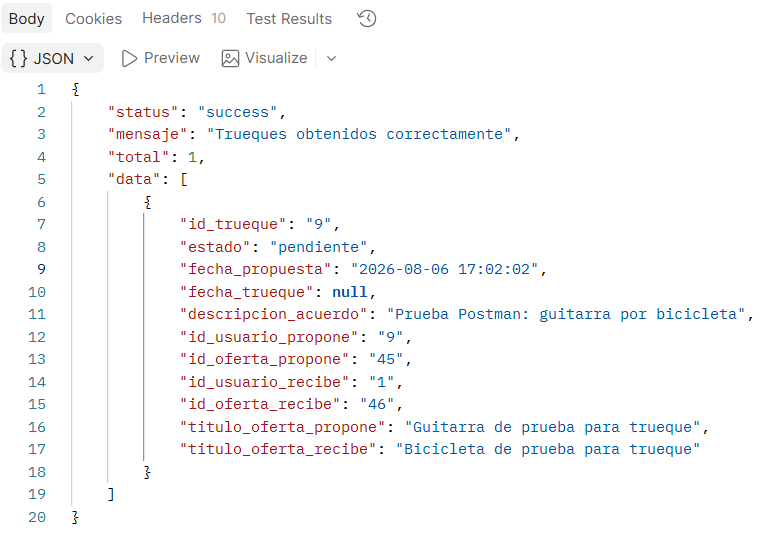 Body Cookies Headers 10 Test Results
{} JSON Preview Visualize
1 {
2 "status": "success",
3 "mensaje": "Trueques obtenidos correctamente",
4 "total": 1,
5 "data": [
6 {
7 "id_trueque": "9",
8 "estado": "pendiente",
9 "fecha_propuesta": "2026-08-06 17:02:02",
10 "fecha_trueque": null,
11 "descripcion_acuerdo": "Prueba Postman: guitarra por bicicleta",
12 "id_usuario_propone": "9",
13 "id_oferta_propone": "45",
14 "id_usuario_recibe": "1",
15 "id_oferta_recibe": "46",
16 "titulo_oferta_propone": "Guitarra de prueba para trueque",
17 "titulo_oferta_recibe": "Bicicleta de prueba para trueque"
18 }
19 ]
20 }